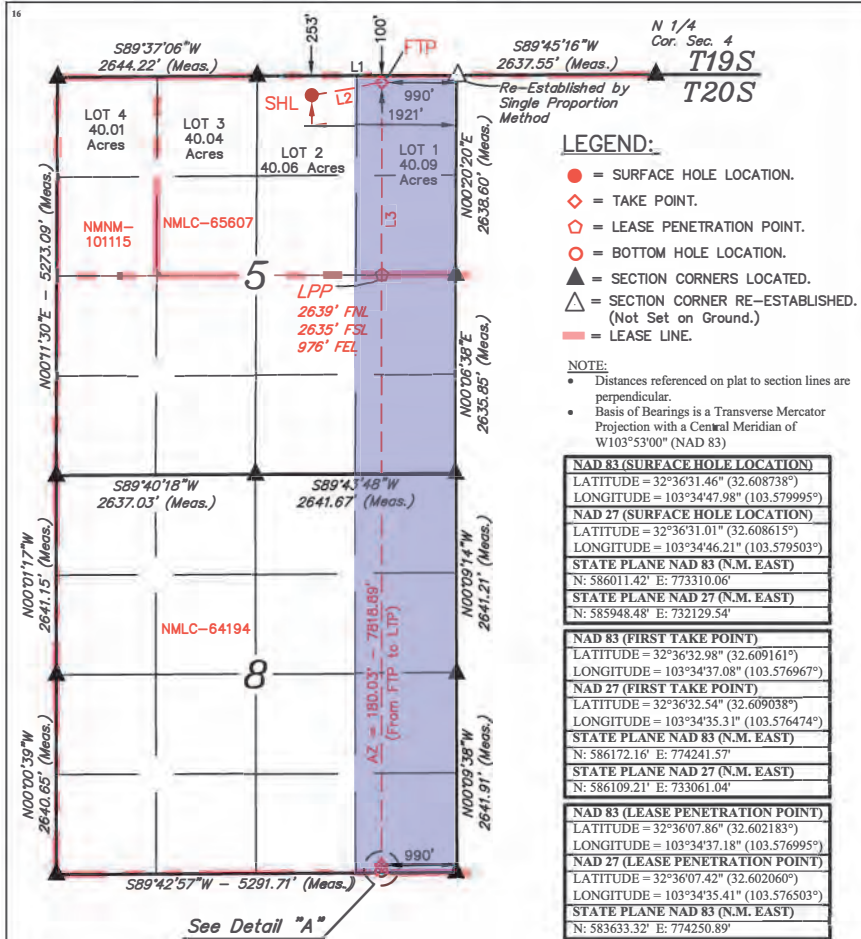 16
S89°37'06"W
2644.22' (Meas.)
253'
100'
L1
FTP
S89°45'16"W
2637.55' (Meas.)
N 1/4
Cor. Sec. 4
T19S
T20S
SHL
L2
990'
1921'
Re-Established by
Single Proportion
Method
LOT 4
40.01
Acres
LOT 3
40.04
Acres
LOT 2
40.06 Acres
LOT 1
40.09
Acres
N00°20'20"E
2638.60' (Meas.)
NMNM-
101115
NMLC-65607
L3
5
LPP
2639' FNL
2635' FSL
976' FEL
N00°11'30"E - 5273.09' (Meas.)
N00°06'38"E
2635.85' (Meas.)
S89°40'18"W
2637.03' (Meas.)
S89°43'48"W
2641.67' (Meas.)
N00°01'17"W
2641.15' (Meas.)
N00°09'14"W
2641.21' (Meas.)
NMLC-64194
8
AZ = 180.03° - 7818.89'
(From FTP to LTP)
N00°00'39"W
2640.65' (Meas.)
N00°09'38"W
2641.91' (Meas.)
990'
S89°42'57"W - 5291.71' (Meas.)
See Detail "A"
LEGEND:
= SURFACE HOLE LOCATION.
= TAKE POINT.
= LEASE PENETRATION POINT.
= BOTTOM HOLE LOCATION.
= SECTION CORNERS LOCATED.
= SECTION CORNER RE-ESTABLISHED.
(Not Set on Ground.)
= LEASE LINE.
NOTE:
• Distances referenced on plat to section lines are
perpendicular.
• Basis of Bearings is a Transverse Mercator
Projection with a Central Meridian of
W103°53'00" (NAD 83)
NAD 83 (SURFACE HOLE LOCATION)
LATITUDE = 32°36'31.46" (32.608738°)
LONGITUDE = 103°34'47.98" (103.579995°)
NAD 27 (SURFACE HOLE LOCATION)
LATITUDE = 32°36'31.01" (32.608615°)
LONGITUDE = 103°34'46.21" (103.579503°)
STATE PLANE NAD 83 (N.M. EAST)
N: 586011.42' E: 773310.06'
STATE PLANE NAD 27 (N.M. EAST)
N: 585948.48' E: 732129.54'
NAD 83 (FIRST TAKE POINT)
LATITUDE = 32°36'32.98" (32.609161°)
LONGITUDE = 103°34'37.08" (103.576967°)
NAD 27 (FIRST TAKE POINT)
LATITUDE = 32°36'32.54" (32.609038°)
LONGITUDE = 103°34'35.31" (103.576474°)
STATE PLANE NAD 83 (N.M. EAST)
N: 586172.16' E: 774241.57'
STATE PLANE NAD 27 (N.M. EAST)
N: 586109.21' E: 733061.04'
NAD 83 (LEASE PENETRATION POINT)
LATITUDE = 32°36'07.86" (32.602183°)
LONGITUDE = 103°34'37.18" (103.576995°)
NAD 27 (LEASE PENETRATION POINT)
LATITUDE = 32°36'07.42" (32.602060°)
LONGITUDE = 103°34'35.41" (103.576503°)
STATE PLANE NAD 83 (N.M. EAST)
N: 583633.32' E: 774250.89'